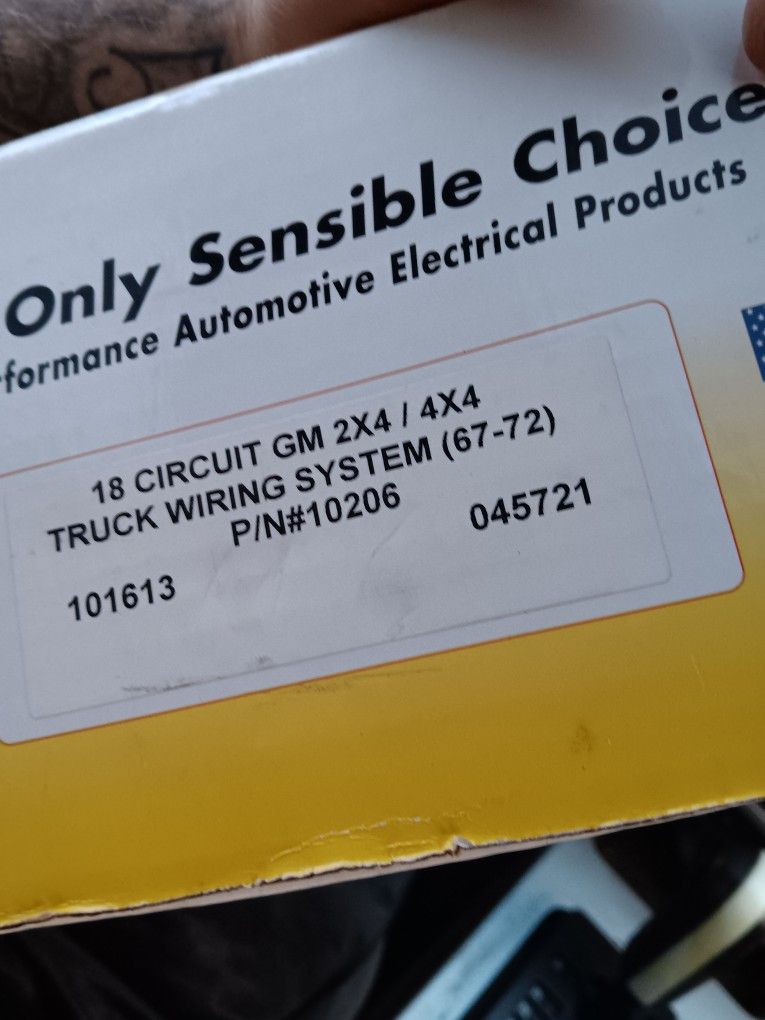 Only Sensible Choice
formance Automotive Electrical Products
18 CIRCUIT GM 2X4 / 4X4
TRUCK WIRING SYSTEM (67-72)
P/N#10206
045721
101613